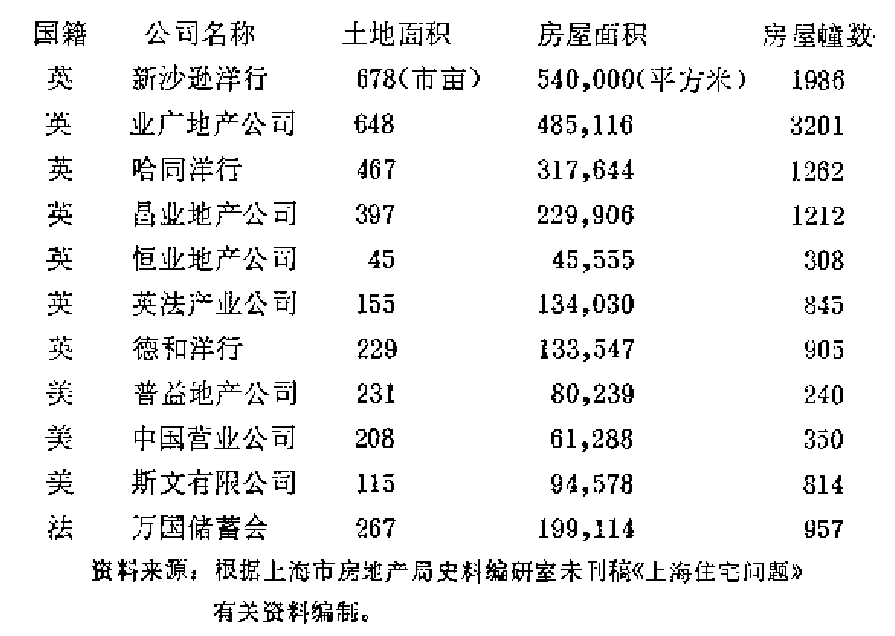 国籍 公司名称 土地面积 房屋面积 房屋幢数
英 新沙逊洋行 678(市亩) 540,000(平方米) 1986
英 业广地产公司 648 485,116 3201
英 哈同洋行 467 317,644 1262
英 昌业地产公司 397 229,906 1212
英 恒业地产公司 45 45,555 308
英 英法产业公司 155 134,030 845
英 德和洋行 229 133,547 905
美 普益地产公司 231 80,239 240
美 中国营业公司 208 61,288 350
美 斯文有限公司 115 94,578 814
法 万国储蓄会 267 199,114 957
资料来源：根据上海市房地产局史料编研室未刊稿《上海住宅问题》
有关资料编制。